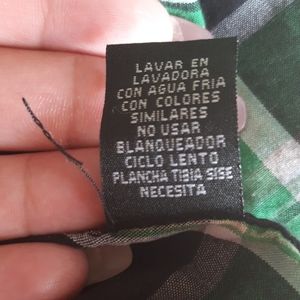 LAVAR EN
LAVADORA
CON AGUA FRIA
CON COLORES
SIMILARES
NO USAR
BLANQUEADOR
CICLO LENTO
PLANCHA TIBIA SISE
NECESITA